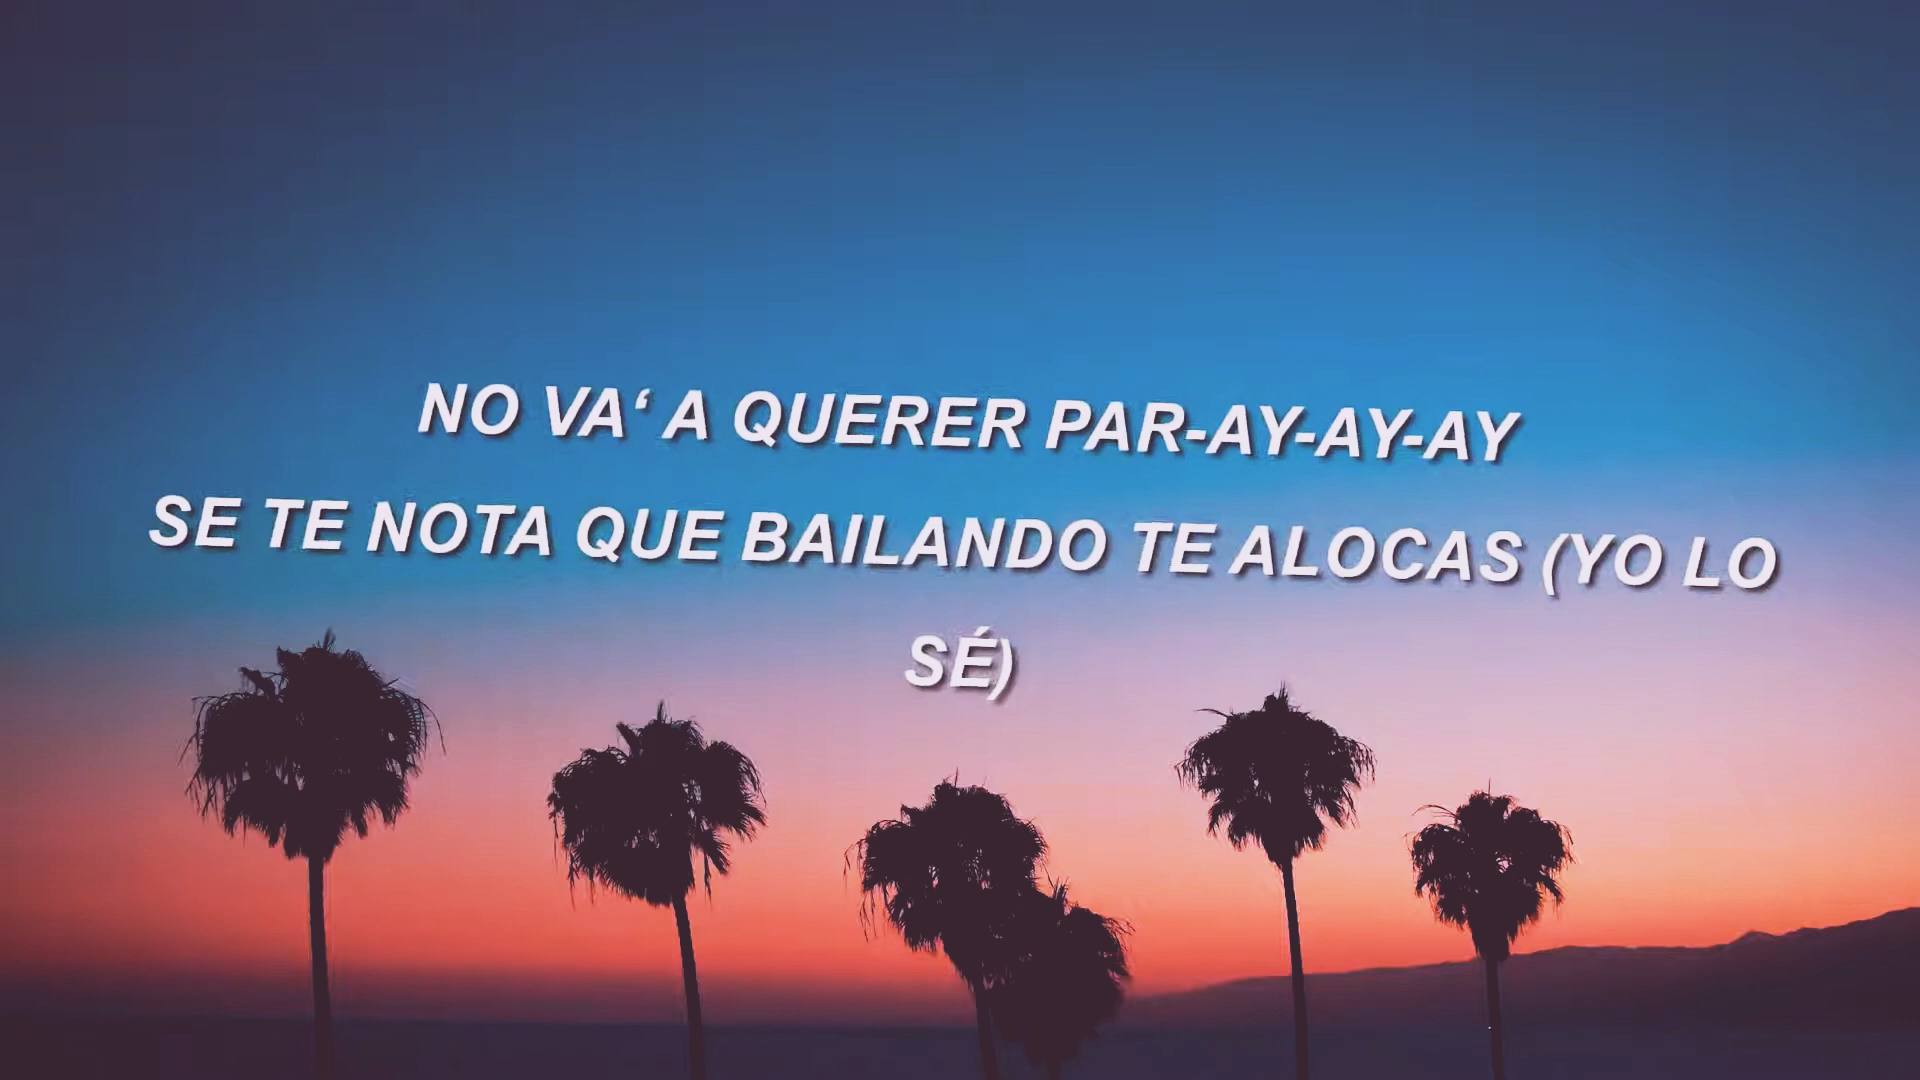 NO VA‘ A QUERER PAR-AY-AY-AY
SE TE NOTA QUE BAILANDO TE ALOCAS (YO LO
SÉ)